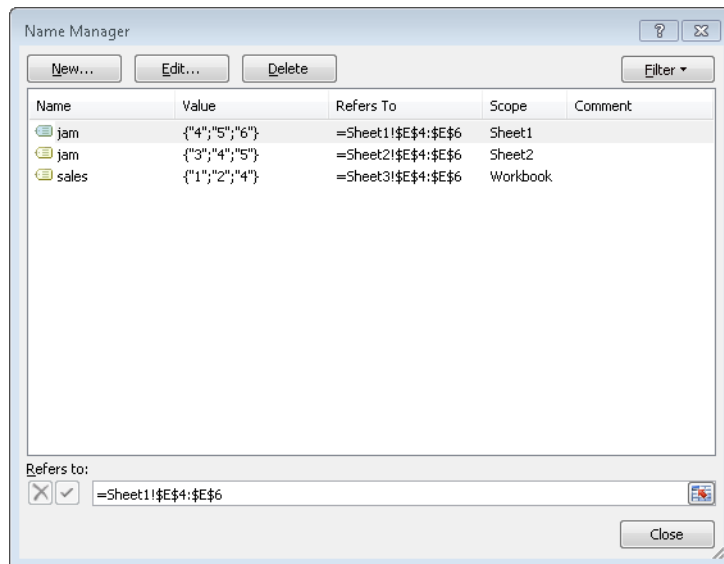 Name Manager
New... Edit... Delete Filter
Name Value Refers To Scope Comment
jam {"4";"5";"6"} =Sheet1!$E$4:$E$6 Sheet1
jam {"3";"4";"5"} =Sheet2!$E$4:$E$6 Sheet2
sales {"1";"2";"4"} =Sheet3!$E$4:$E$6 Workbook
Refers to:
=Sheet1!$E$4:$E$6
Close